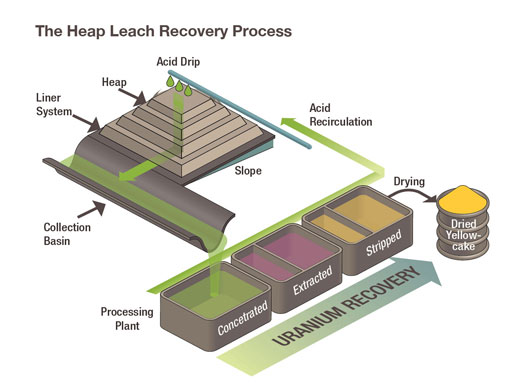 The Heap Leach Recovery Process
Acid Drip
Heap
Liner
System
Acid
Recirculation
Slope
Drying
Collection
Basin
Dried
Yellow-
cake
Stripped
Extracted
Concetrated
Processing
Plant
URANIUM RECOVERY